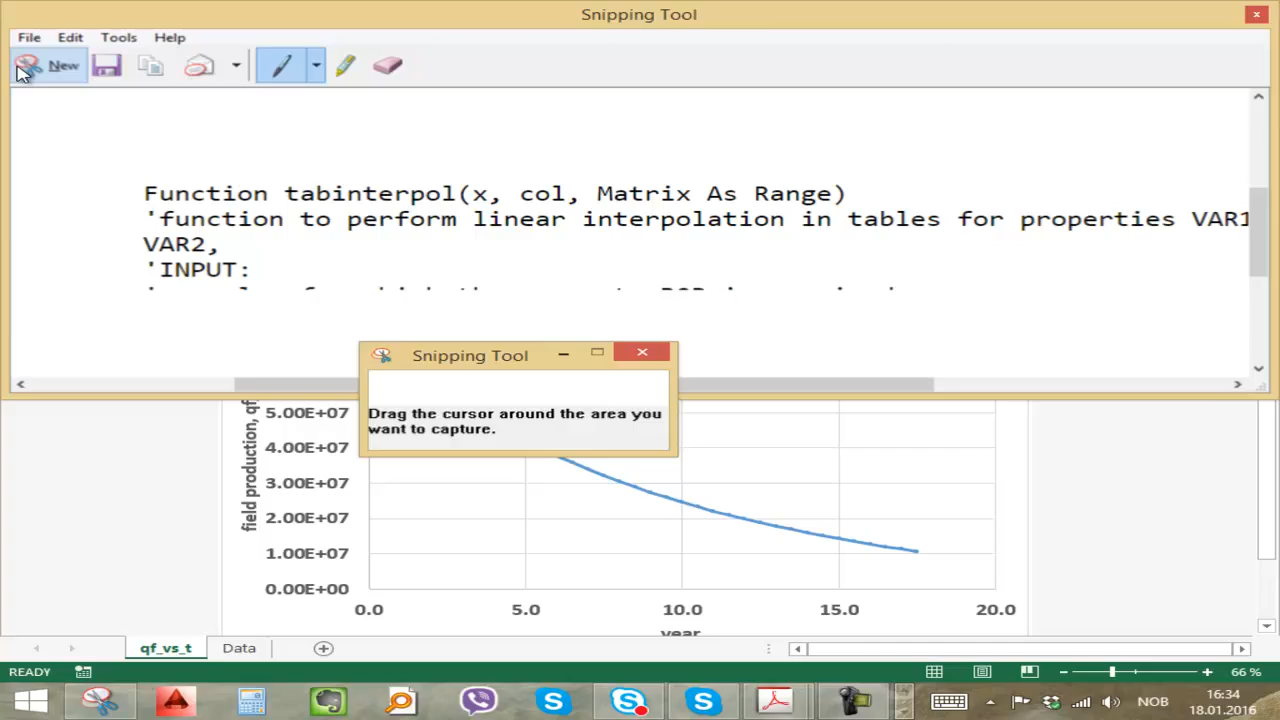 Snipping Tool
File Edit Tools Help
New
Function tabinterpol(x, col, Matrix As Range)
'function to perform linear interpolation in tables for properties VAR1
VAR2,
'INPUT:
Snipping Tool
Drag the cursor around the area you
want to capture.
field production, qf
5.00E+07
4.00E+07
3.00E+07
2.00E+07
1.00E+07
0.00E+00
0.0 5.0 10.0 15.0 20.0
year
qf_vs_t Data
READY 66 %
NOB 16:34
18.01.2016